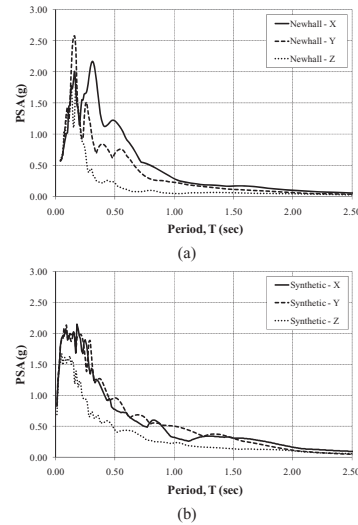 3.00
2.50
2.00
1.50
1.00
0.50
0.00
PSA(g)
Newhall - X
Newhall - Y
Newhall - Z
0.00 0.50 1.00 1.50 2.00 2.50
Period, T (sec)
(a)
3.00
2.50
2.00
1.50
1.00
0.50
0.00
PSA(g)
Synthetic - X
Synthetic - Y
Synthetic - Z
0.00 0.50 1.00 1.50 2.00 2.50
Period, T (sec)
(b)